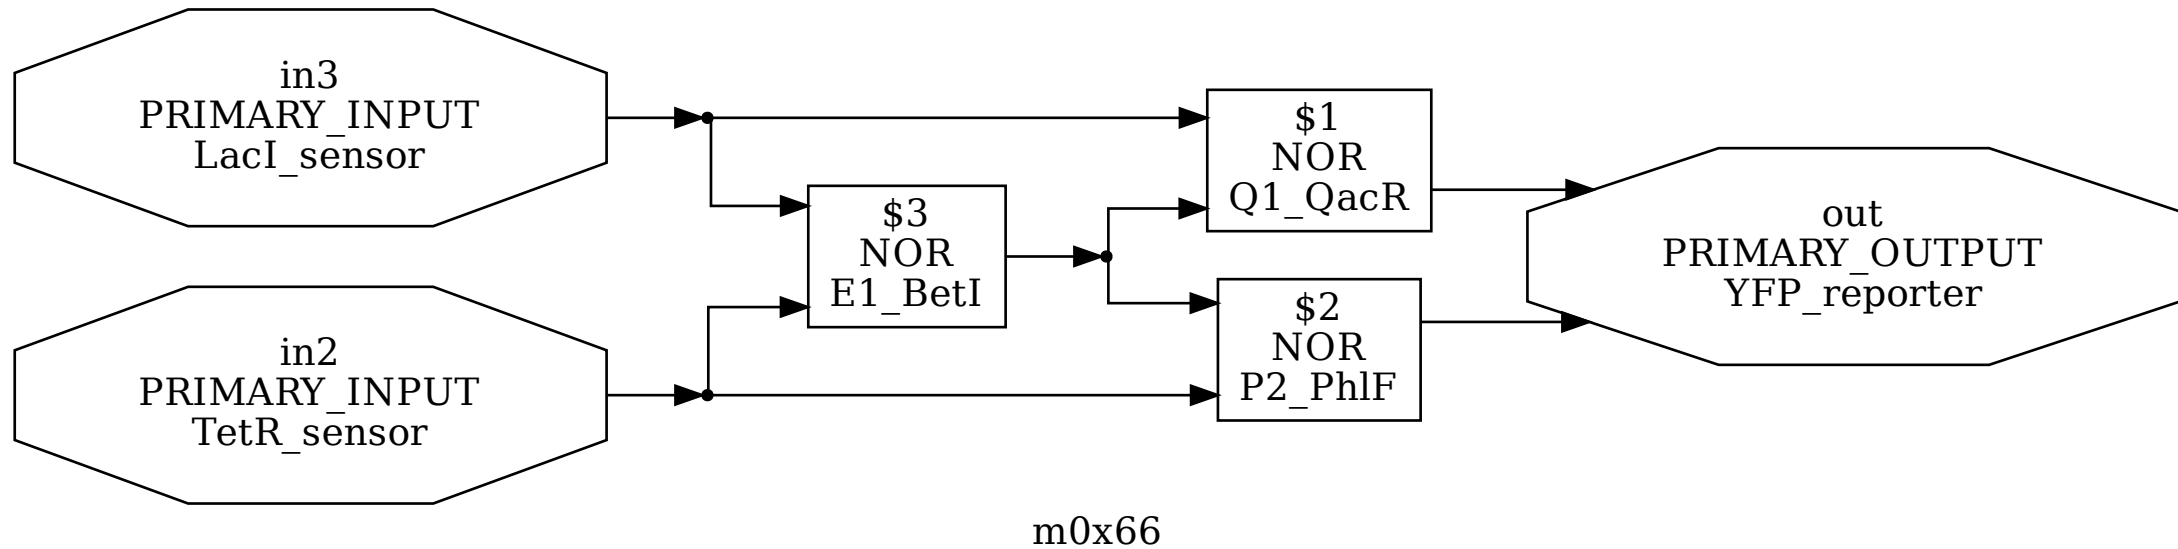 in3
PRIMARY_INPUT
LacI_sensor
$1
NOR
Q1_QacR
$3
NOR
E1_BetI
out
PRIMARY_OUTPUT
YFP_reporter
$2
NOR
P2_PhlF
in2
PRIMARY_INPUT
TetR_sensor
m0x66